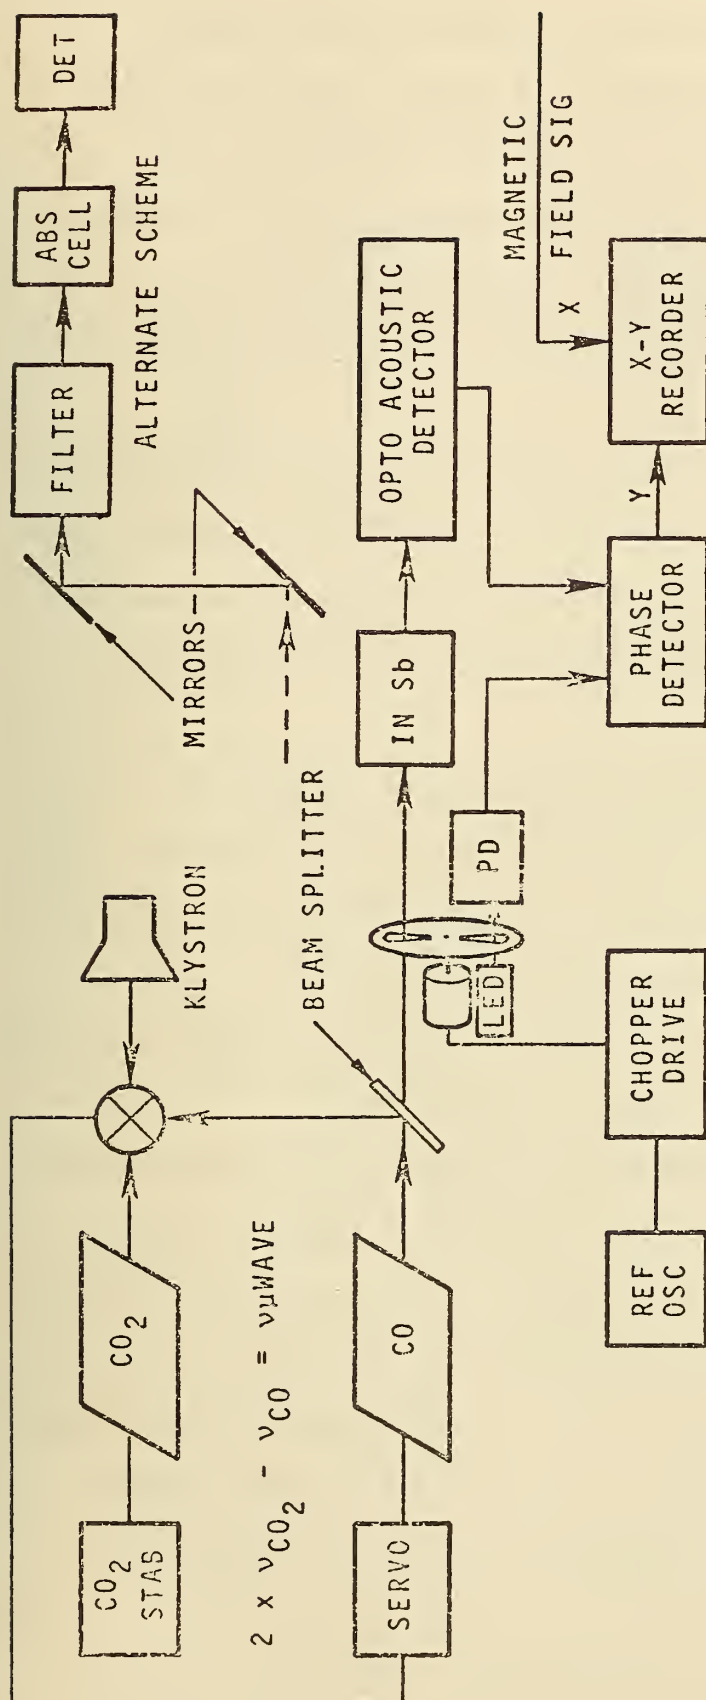 CO2
STAB
CO2
KLYSTRON
MIRRORS
FILTER
ABS
CELL
DET
ALTERNATE SCHEME
2 x νCO2 - νCO = νμWAVE
BEAM SPLITTER
SERVO
CO
IN Sb
OPTO ACOUSTIC
DETECTOR
MAGNETIC
FIELD SIG
X
LED
PD
REF
OSC
CHOPPER
DRIVE
PHASE
DETECTOR
Y
X-Y
RECORDER